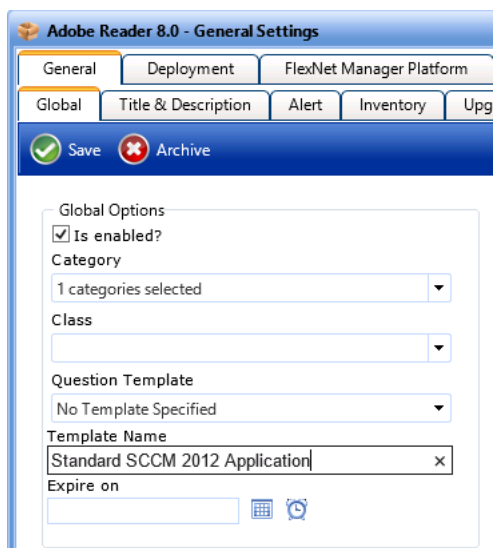 Adobe Reader 8.0 - General Settings
General Deployment FlexNet Manager Platform
Global Title & Description Alert Inventory Upg
Save Archive
Global Options
Is enabled?
Category
1 categories selected
Class
Question Template
No Template Specified
Template Name
Standard SCCM 2012 Application
Expire on